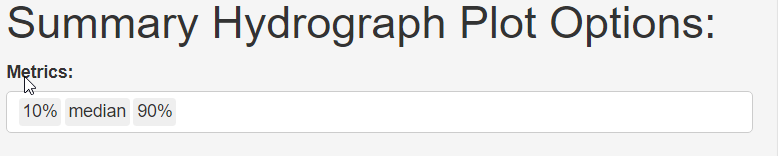 Summary Hydrograph Plot Options:
Metrics:
10% median 90%